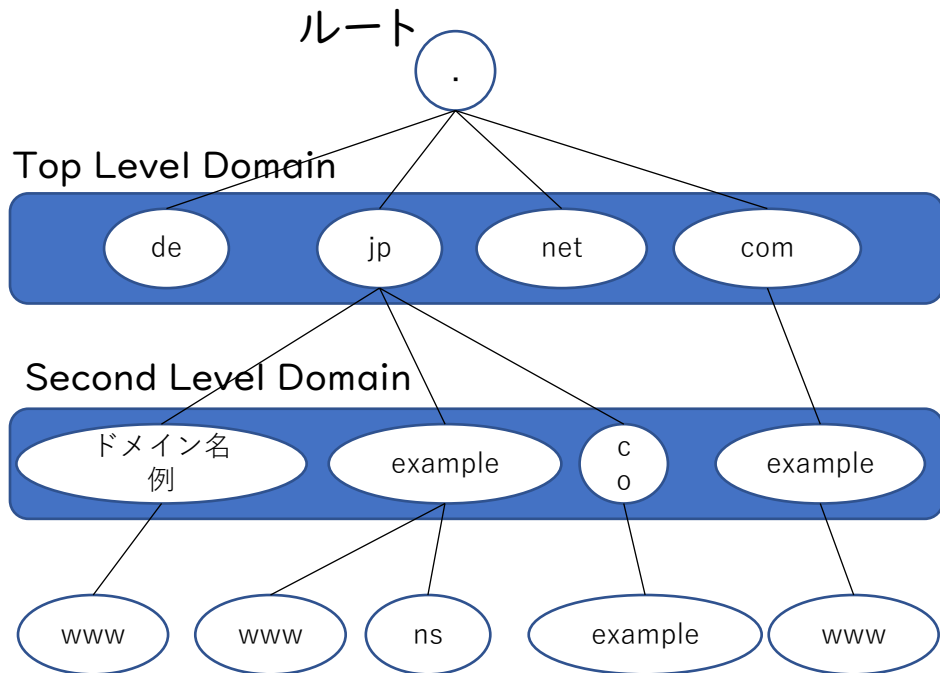 ルート
.
Top Level Domain
de
jp
net
com
Second Level Domain
ドメイン名
例
example
c
o
example
www
www
ns
example
www